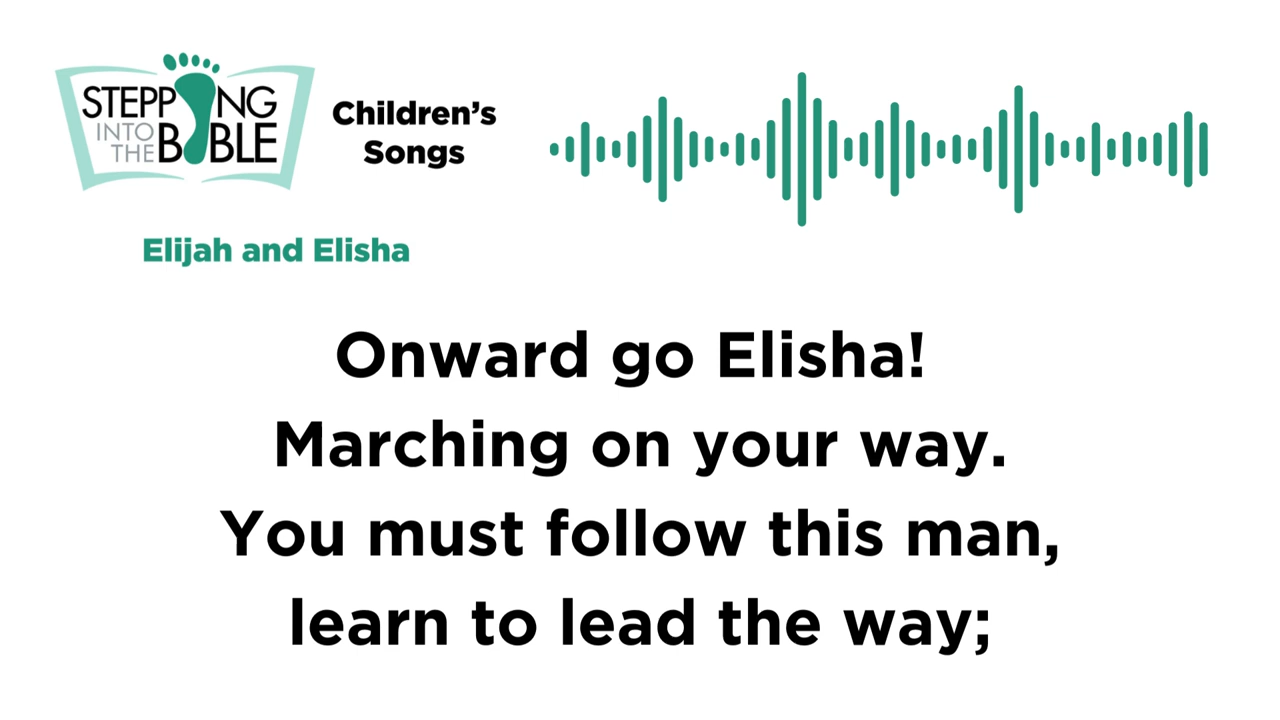 STEPPING
INTO
THE BIBLE
Children's
Songs
Elijah and Elisha
Onward go Elisha!
Marching on your way.
You must follow this man,
learn to lead the way;